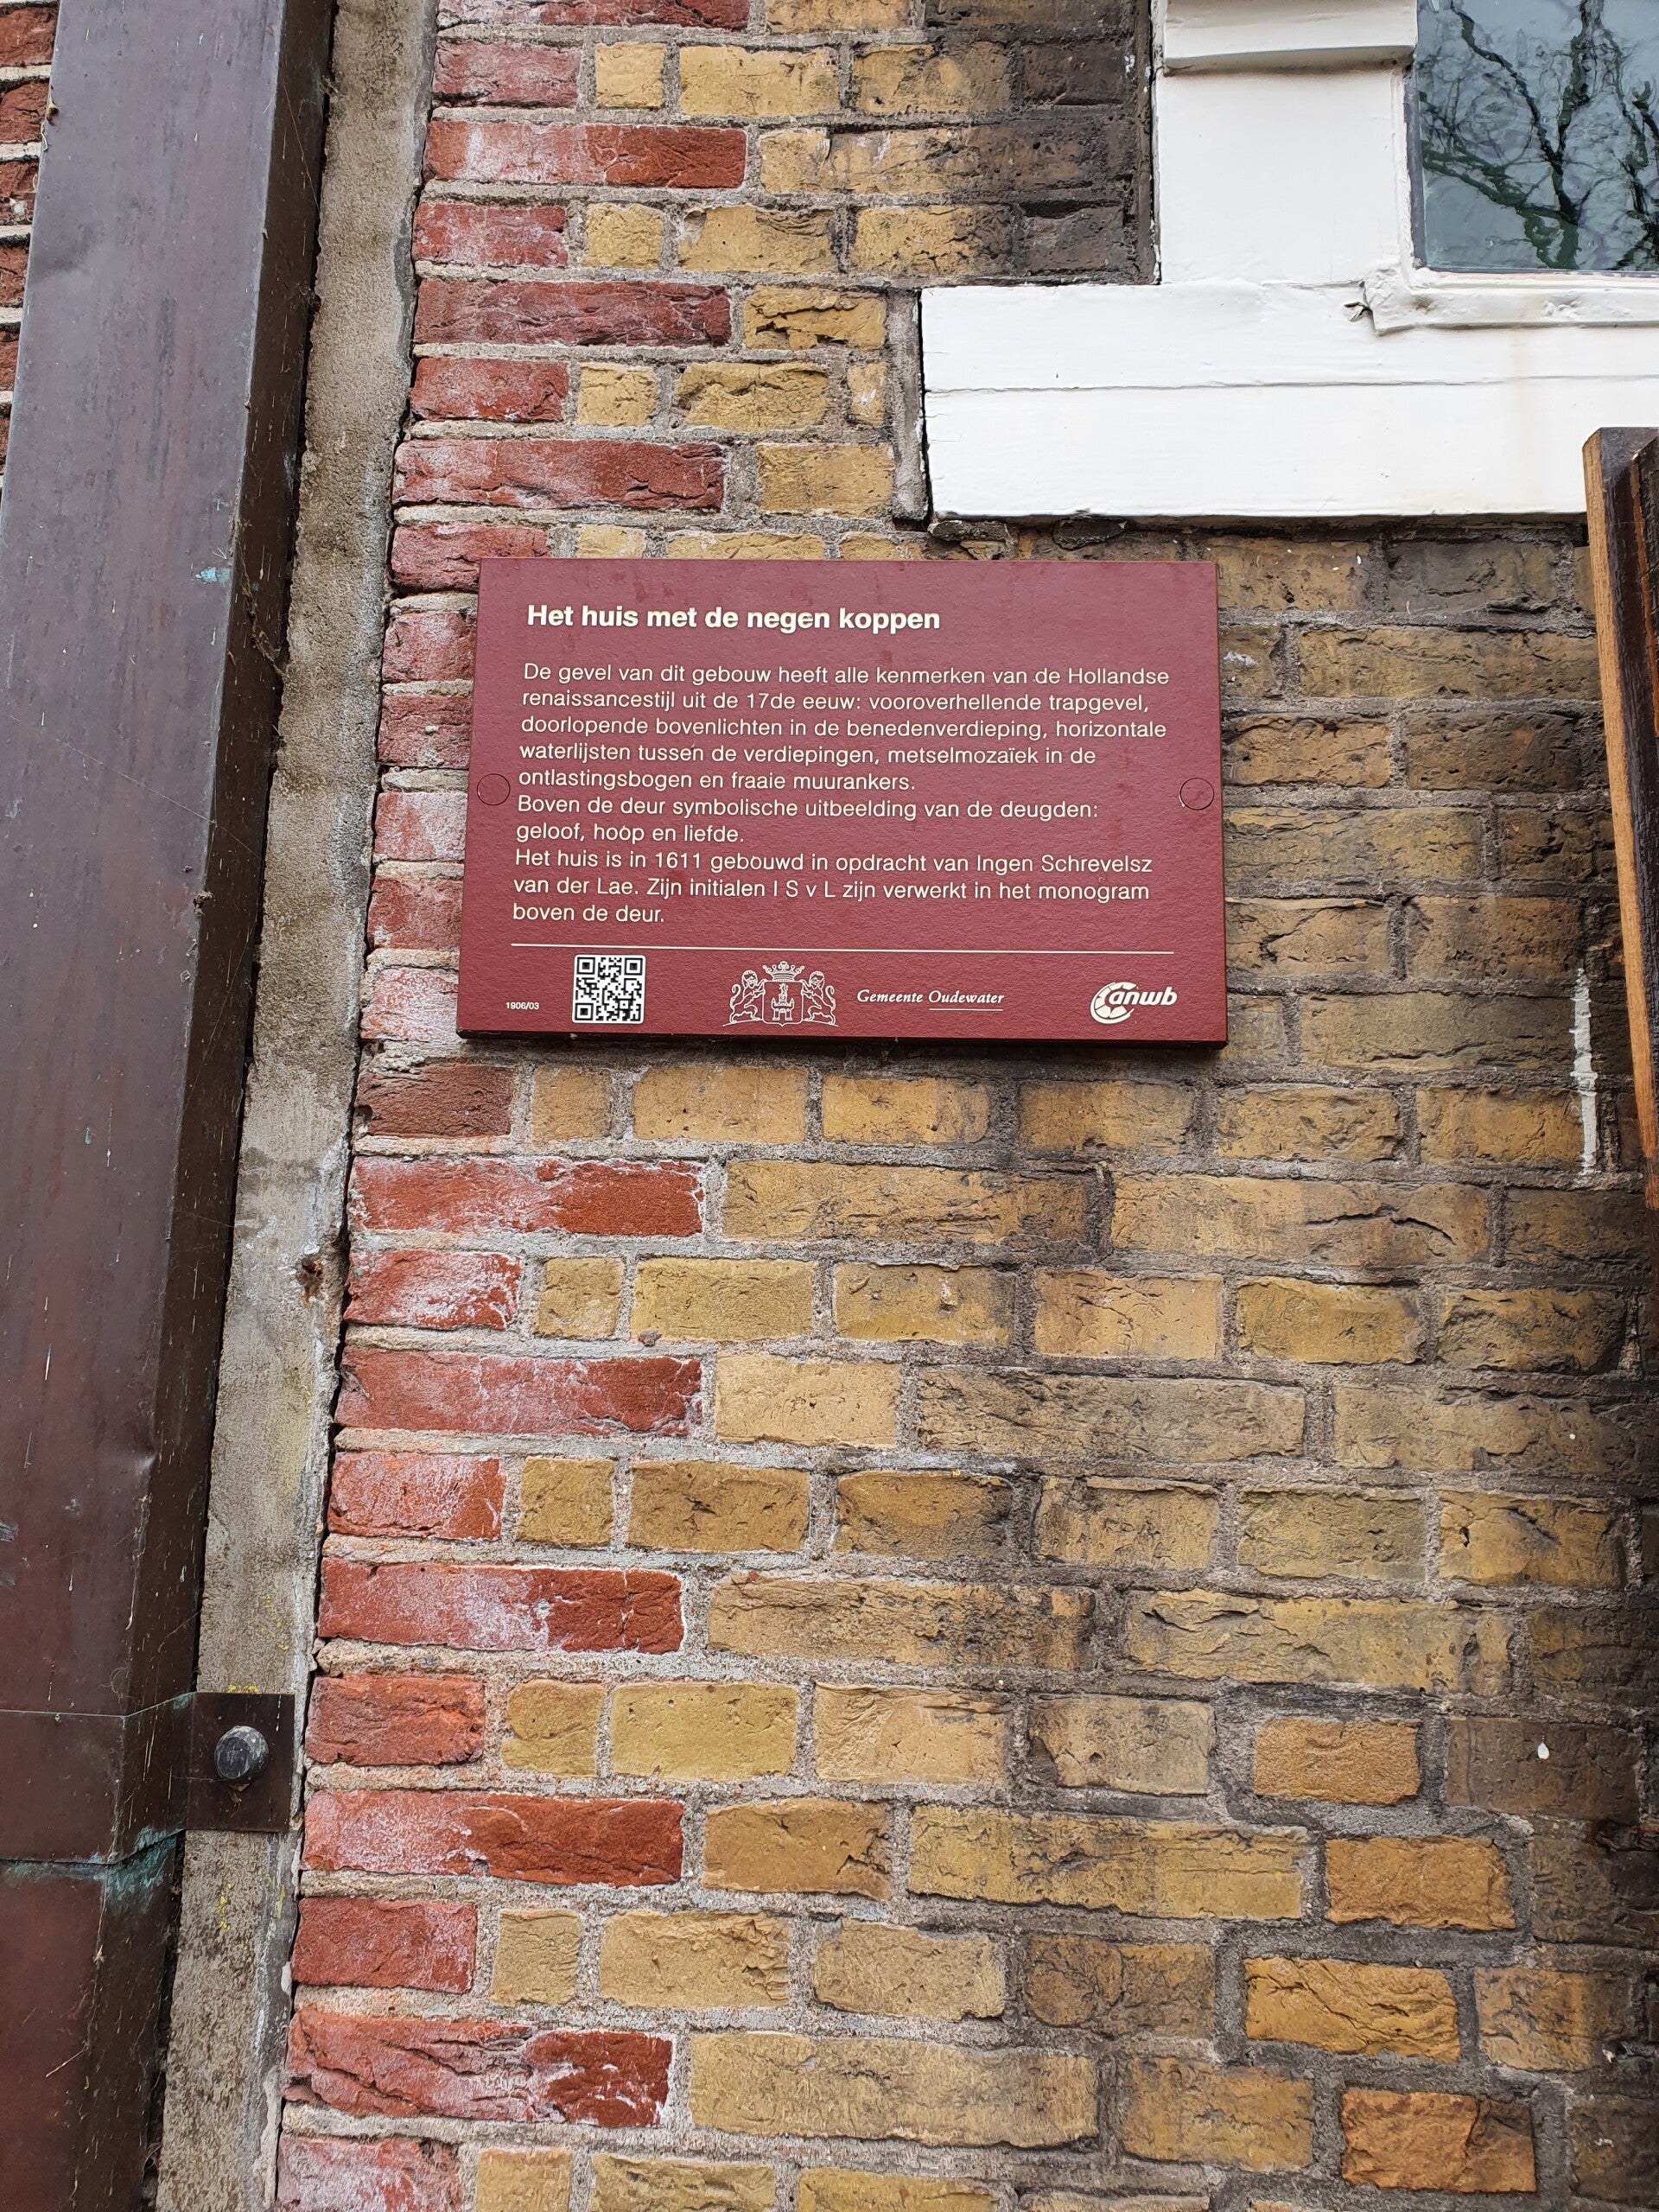 Het huis met de negen koppen
De gevel van dit gebouw heeft alle kenmerken van de Hollandse
renaissancestijl uit de 17de eeuw: vooroverhellende trapgevel,
doorlopende bovenlichten in de benedenverdieping, horizontale
waterlijsten tussen de verdiepingen, metselmozaïek in de
ontlastingsbogen en fraaie muurankers.
Boven de deur symbolische uitbeelding van de deugden:
geloof, hoop en liefde.
Het huis is in 1611 gebouwd in opdracht van Ingen Schrevelsz
van der Lae. Zijn initialen I S v L zijn verwerkt in het monogram
boven de deur.
1906/03
Gemeente Oudewater
anwb